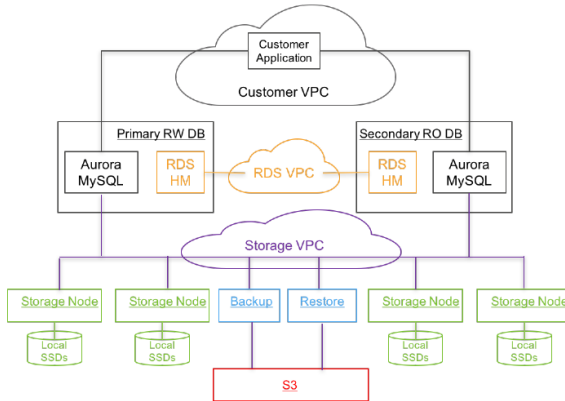 Customer
Application
Customer VPC
Primary RW DB
Secondary RO DB
Aurora
MySQL
RDS
HM
RDS VPC
RDS
HM
Aurora
MySQL
Storage VPC
Storage Node
Storage Node
Backup
Restore
Storage Node
Storage Node
Local
SSDs
Local
SSDs
Local
SSDs
Local
SSDs
S3